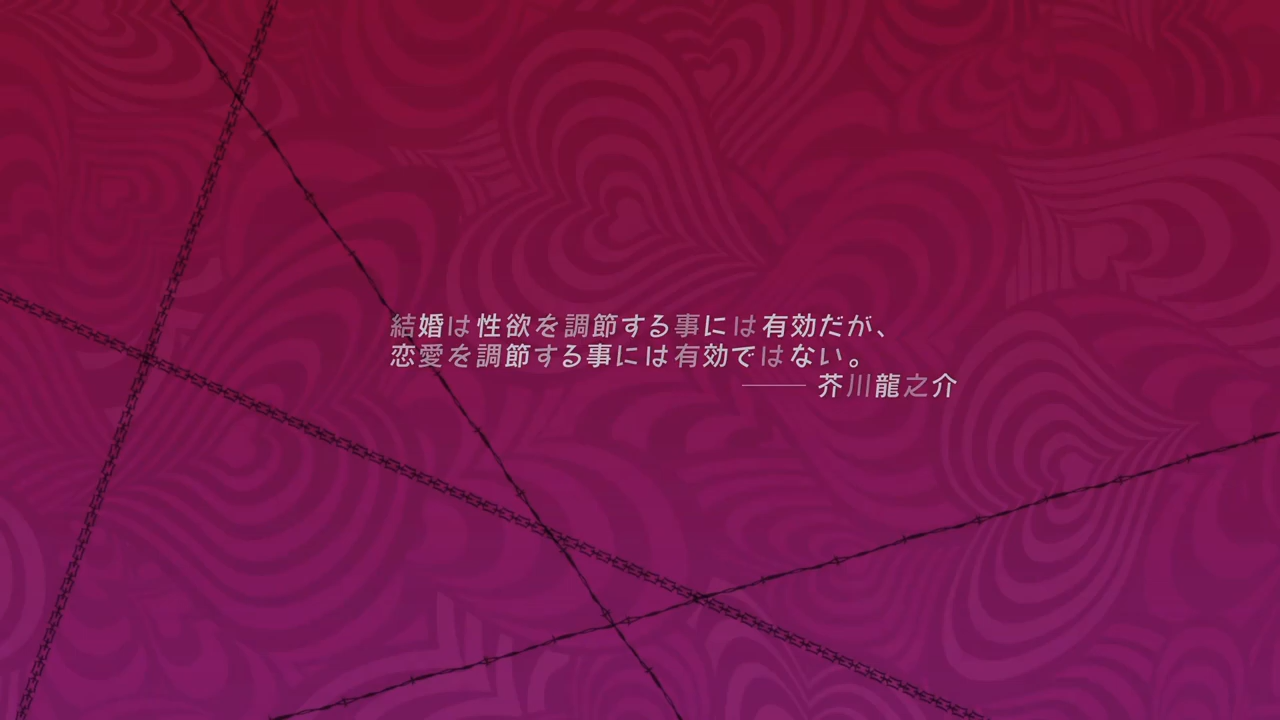 結婚は性欲を調節する事には有効だが、
恋愛を調節する事には有効ではない。
―― 芥川龍之介